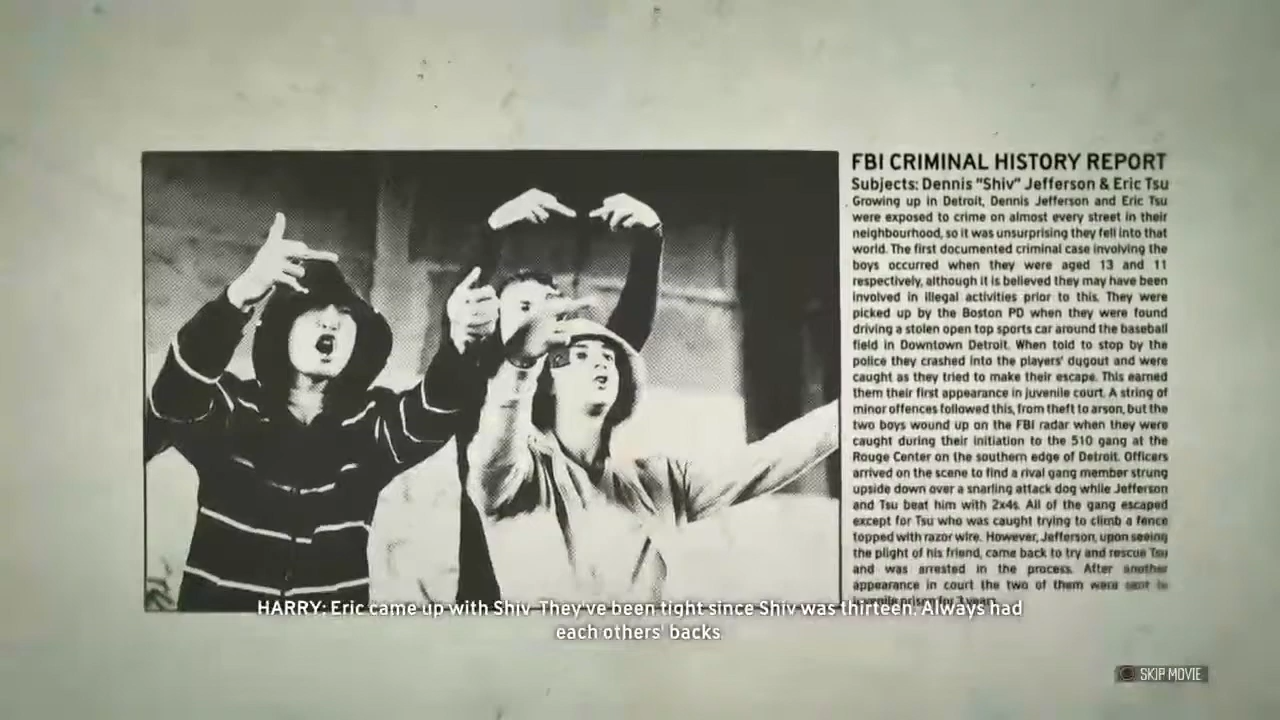 FBI CRIMINAL HISTORY REPORT
Subjects: Dennis "Shiv" Jefferson & Eric Tsu
Growing up in Detroit, Dennis Jefferson and Eric Tsu
were exposed to crime on almost every street in their
neighbourhood, so it was unsurprising they fell into that
world. The first documented criminal case involving the
boys occurred when they were aged 13 and 11
respectively, although it is believed they may have been
involved in illegal activities prior to this. They were
picked up by the Boston PD when they were found
driving a stolen open top sports car around the baseball
field in Downtown Detroit. When told to stop by the
police they crashed into the players' dugout and were
caught as they tried to make their escape. This earned
them their first appearance in juvenile court. A string of
minor offences followed this, from theft to arson, but the
two boys wound up on the FBI radar when they were
caught during their initiation to the 510 gang at the
Rouge Center on the southern edge of Detroit. Officers
arrived on the scene to find a rival gang member strung
upside down over a snarling attack dog while Jefferson
and Tsu beat him with 2x4s. All of the gang escaped
except for Tsu who was caught trying to climb a fence
topped with razor wire. However, Jefferson, upon seeing
the plight of his friend, came back to try and rescue Tsu
and was arrested in the process. After another
appearance in court the two of them were sent to
juvenile prison for 3 years.
HARRY: Eric came up with Shiv. They've been tight since Shiv was thirteen. Always had
each others' backs
SKIP MOVIE